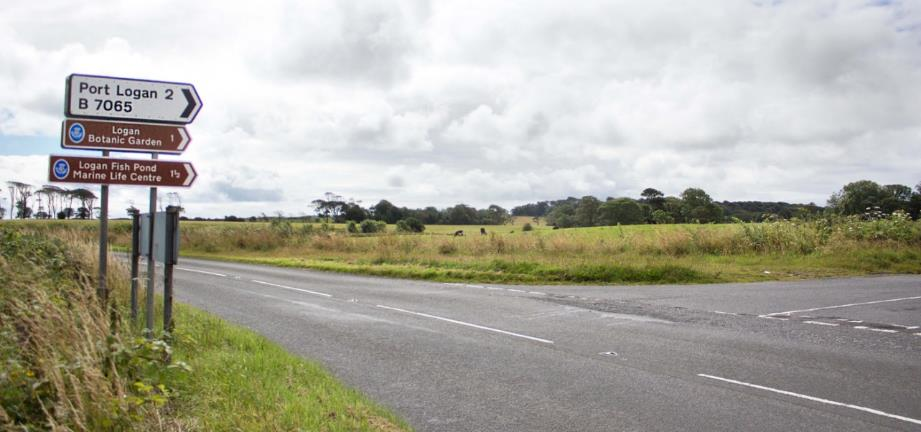 Port Logan 2
B 7065
Logan
Botanic Garden 1
Logan Fish Pond
Marine Life Centre 1½